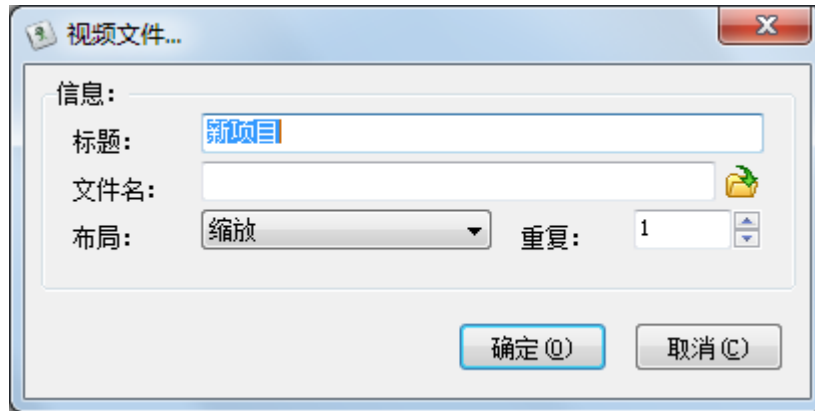 视频文件...
信息：
标题： 新项目
文件名：
布局： 缩放 重复： 1
确定(O) 取消(C)